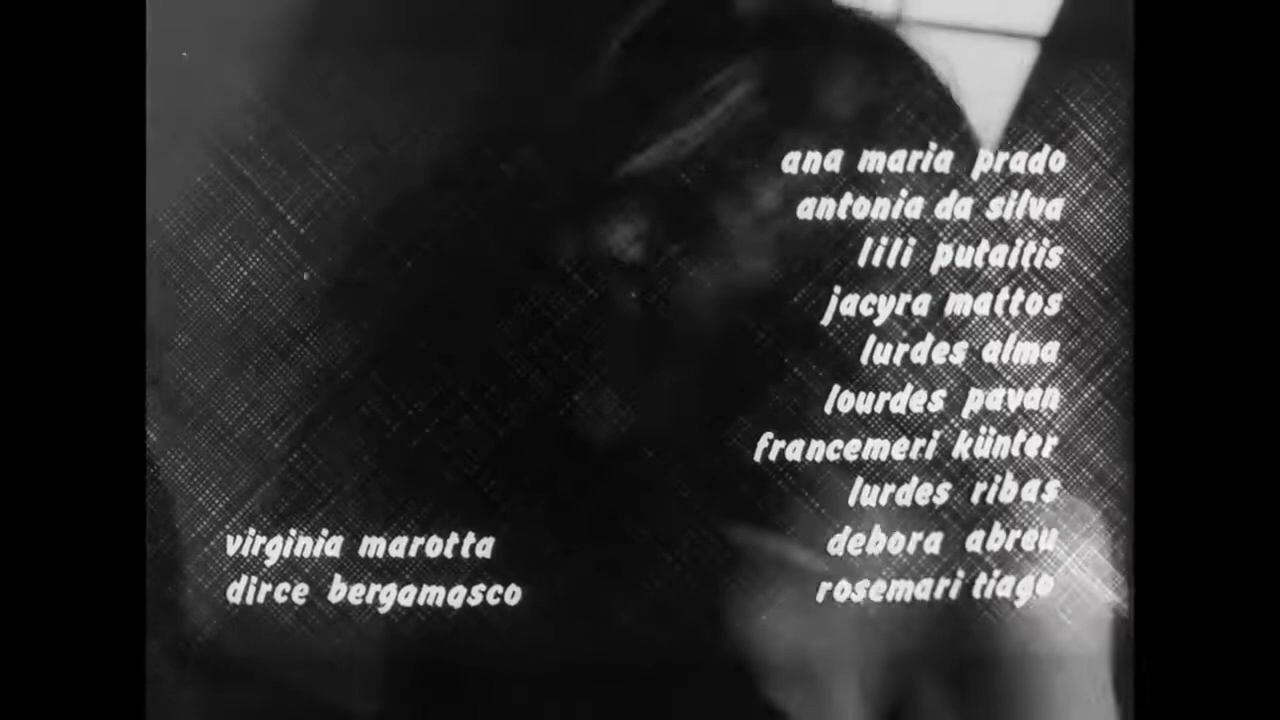 ana maria prado
antonia da silva
lili putaitis
jacyra mattos
lurdes alma
lourdes pavan
francemeri künter
lurdes ribas
debora abreu
rosemari tiago
virginia marotta
dirce bergamasco